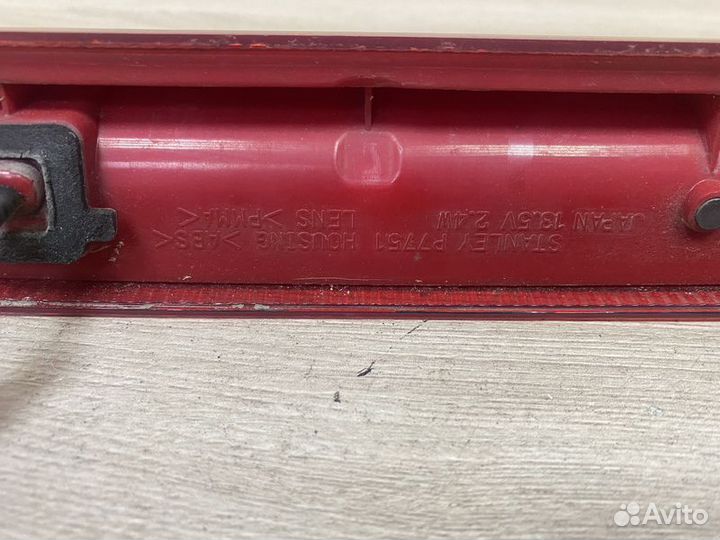 STANLEY P7751 HOUSING >ABS<
JAPAN 13.5V 2.4W LENS >PMMA<
Avito